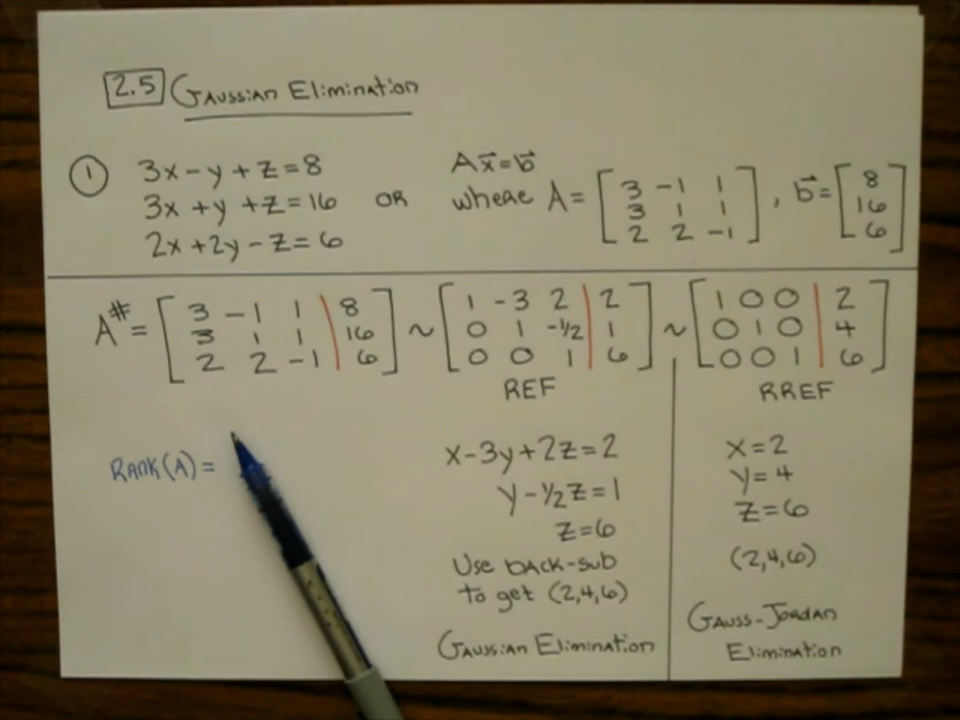 2.5 Gaussian Elimination
① 3x - y + z = 8
3x + y + z = 16 OR
2x + 2y - z = 6
Ax⃗ = b⃗
where A = [3 -1 1
3 1 1
2 2 -1] , b⃗ = [8
16
6]
A# = [3 -1 1 | 8
3 1 1 | 16
2 2 -1 | 6]
~ [1 -3 2 | 2
0 1 -1/2 | 1
0 0 1 | 6]
REF
~ [1 0 0 | 2
0 1 0 | 4
0 0 1 | 6]
RREF
Rank(A) =
x - 3y + 2z = 2
y - 1/2 z = 1
z = 6
Use back-sub
to get (2,4,6)
Gaussian Elimination
x = 2
y = 4
z = 6
(2,4,6)
Gauss-Jordan
Elimination